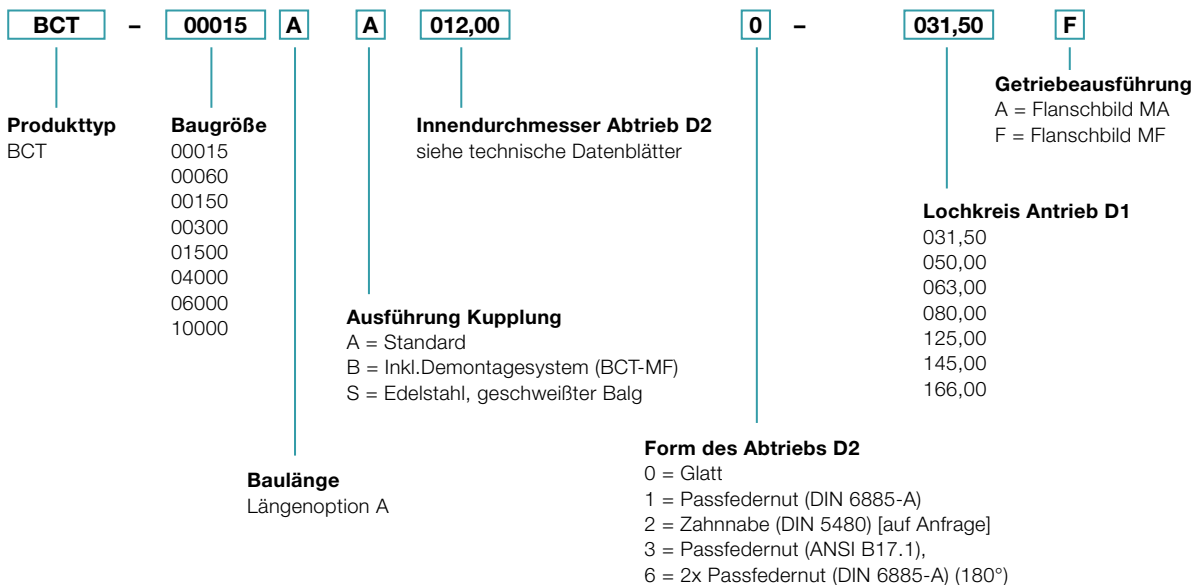 BCT – 00015 A A 012,00 0 – 031,50 F
Produkttyp
BCT
Baugröße
00015
00060
00150
00300
01500
04000
06000
10000
Baulänge
Längenoption A
Ausführung Kupplung
A = Standard
B = Inkl.Demontagesystem (BCT-MF)
S = Edelstahl, geschweißter Balg
Innendurchmesser Abtrieb D2
siehe technische Datenblätter
Form des Abtriebs D2
0 = Glatt
1 = Passfedernut (DIN 6885-A)
2 = Zahnnabe (DIN 5480) [auf Anfrage]
3 = Passfedernut (ANSI B17.1),
6 = 2x Passfedernut (DIN 6885-A) (180°)
Lochkreis Antrieb D1
031,50
050,00
063,00
080,00
125,00
145,00
166,00
Getriebeausführung
A = Flanschbild MA
F = Flanschbild MF